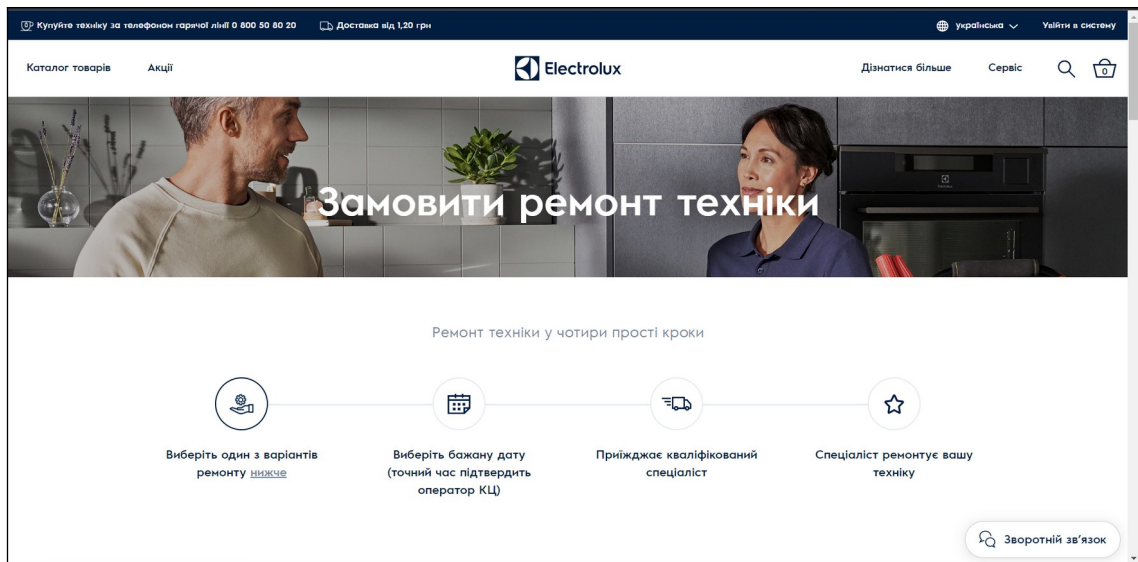 Купуйте техніку за телефоном гарячої лінії 0 800 50 80 20
Доставка від 1,20 грн
українська
Увійти в систему
Каталог товарів
Акції
Electrolux
Дізнатися більше
Сервіс
0
Замовити ремонт техніки
Ремонт техніки у чотири прості кроки
Виберіть один з варіантів
ремонту нижче
Виберіть бажану дату
(точний час підтвердить
оператор КЦ)
Приїжджає кваліфікований
спеціаліст
Спеціаліст ремонтує вашу
техніку
Зворотній зв'язок